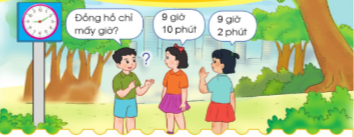 Đồng hồ chỉ
mấy giờ?
9 giờ
10 phút
9 giờ
2 phút
?